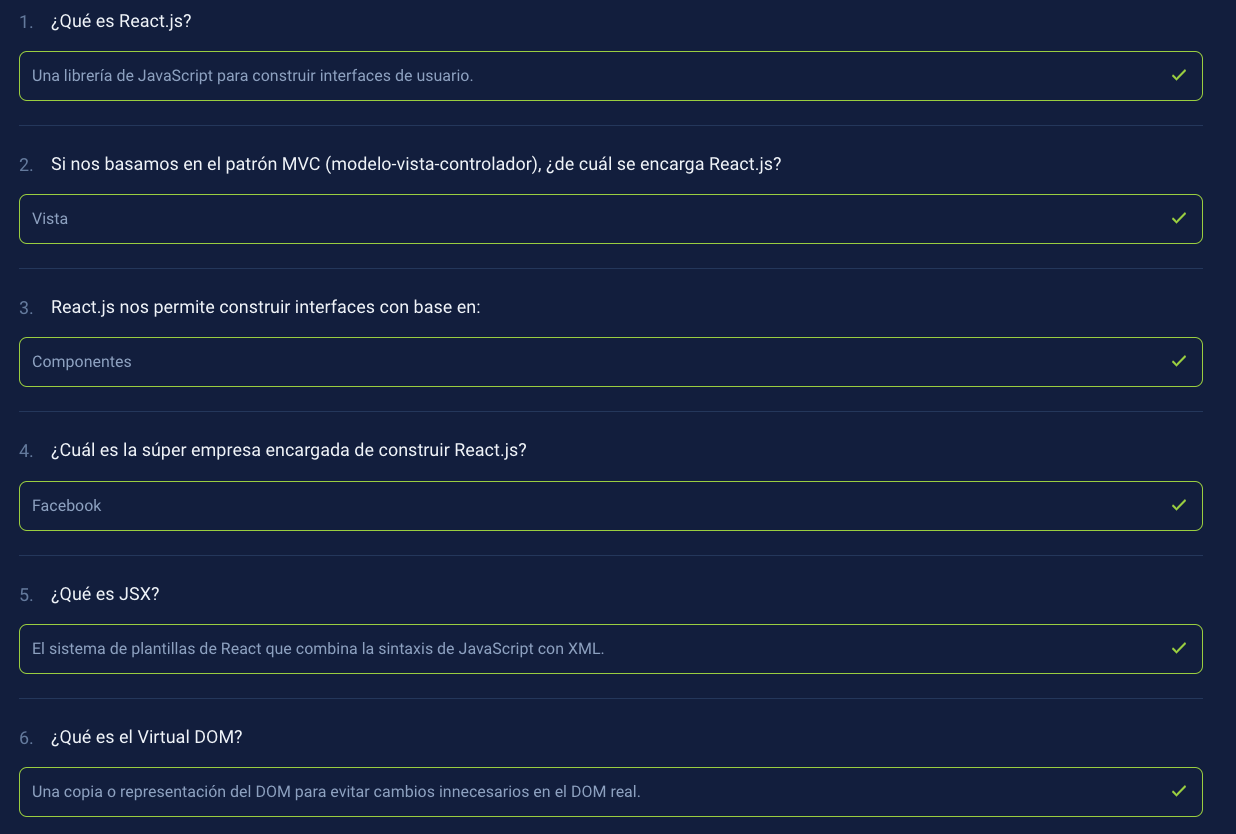 1. ¿Qué es React.js?
Una librería de JavaScript para construir interfaces de usuario.
2. Si nos basamos en el patrón MVC (modelo-vista-controlador), ¿de cuál se encarga React.js?
Vista
3. React.js nos permite construir interfaces con base en:
Componentes
4. ¿Cuál es la súper empresa encargada de construir React.js?
Facebook
5. ¿Qué es JSX?
El sistema de plantillas de React que combina la sintaxis de JavaScript con XML.
6. ¿Qué es el Virtual DOM?
Una copia o representación del DOM para evitar cambios innecesarios en el DOM real.